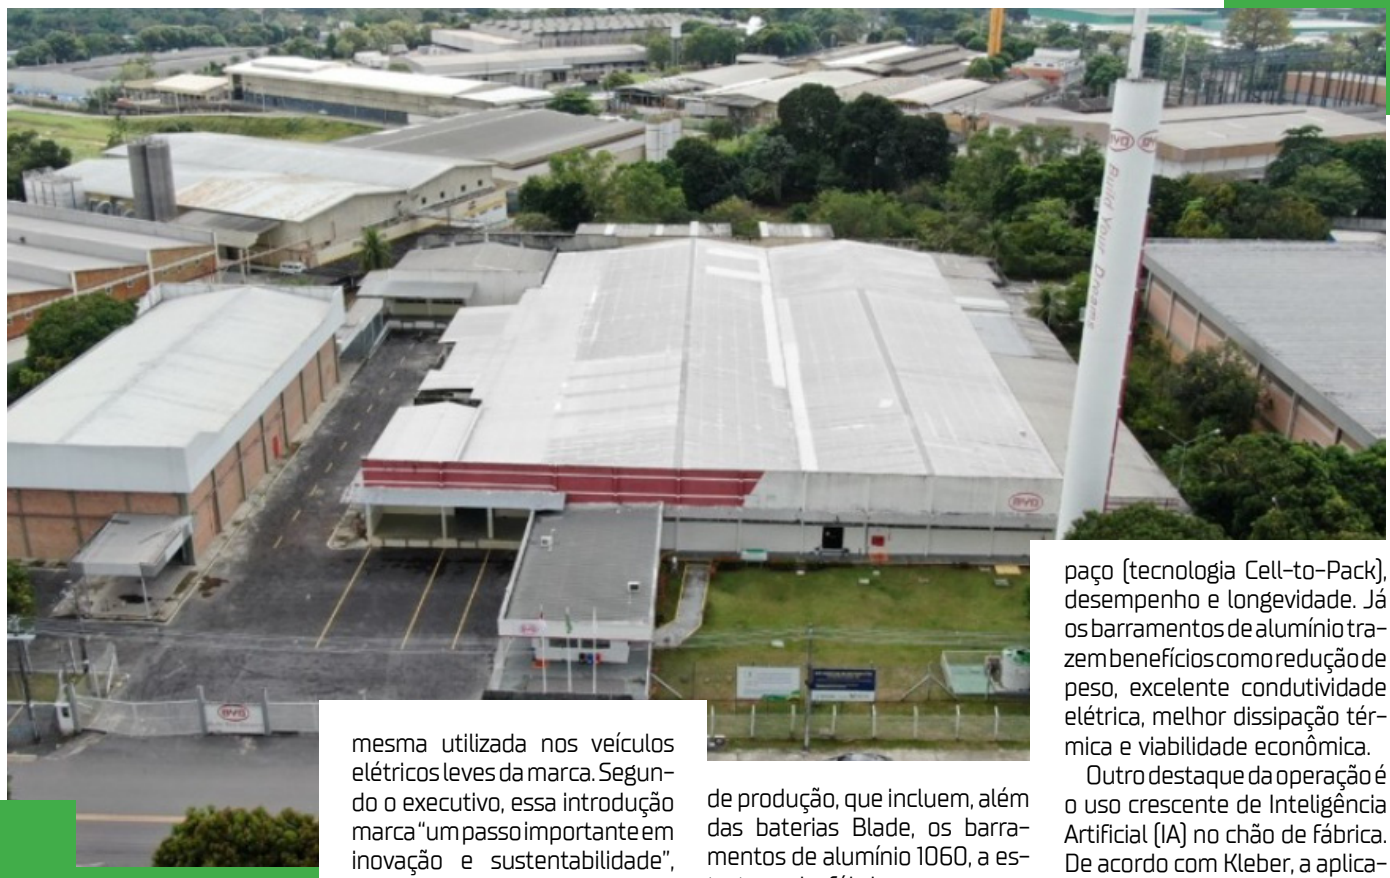 BYD
BYD
Build Your Dreams
BYD
BYD
BYD
mesma utilizada nos veículos
elétricos leves da marca. Segun-
do o executivo, essa introdução
marca “um passo importante em
inovação e sustentabilidade”,
de produção, que incluem, além
das baterias Blade, os barra-
mentos de alumínio 1060, a es-
paço (tecnologia Cell-to-Pack),
desempenho e longevidade. Já
os barramentos de alumínio tra-
zem benefícios como redução de
peso, excelente condutividade
elétrica, melhor dissipação tér-
mica e viabilidade econômica.
Outro destaque da operação é
o uso crescente de Inteligência
Artificial (IA) no chão de fábrica.
De acordo com Kleber, a aplica-